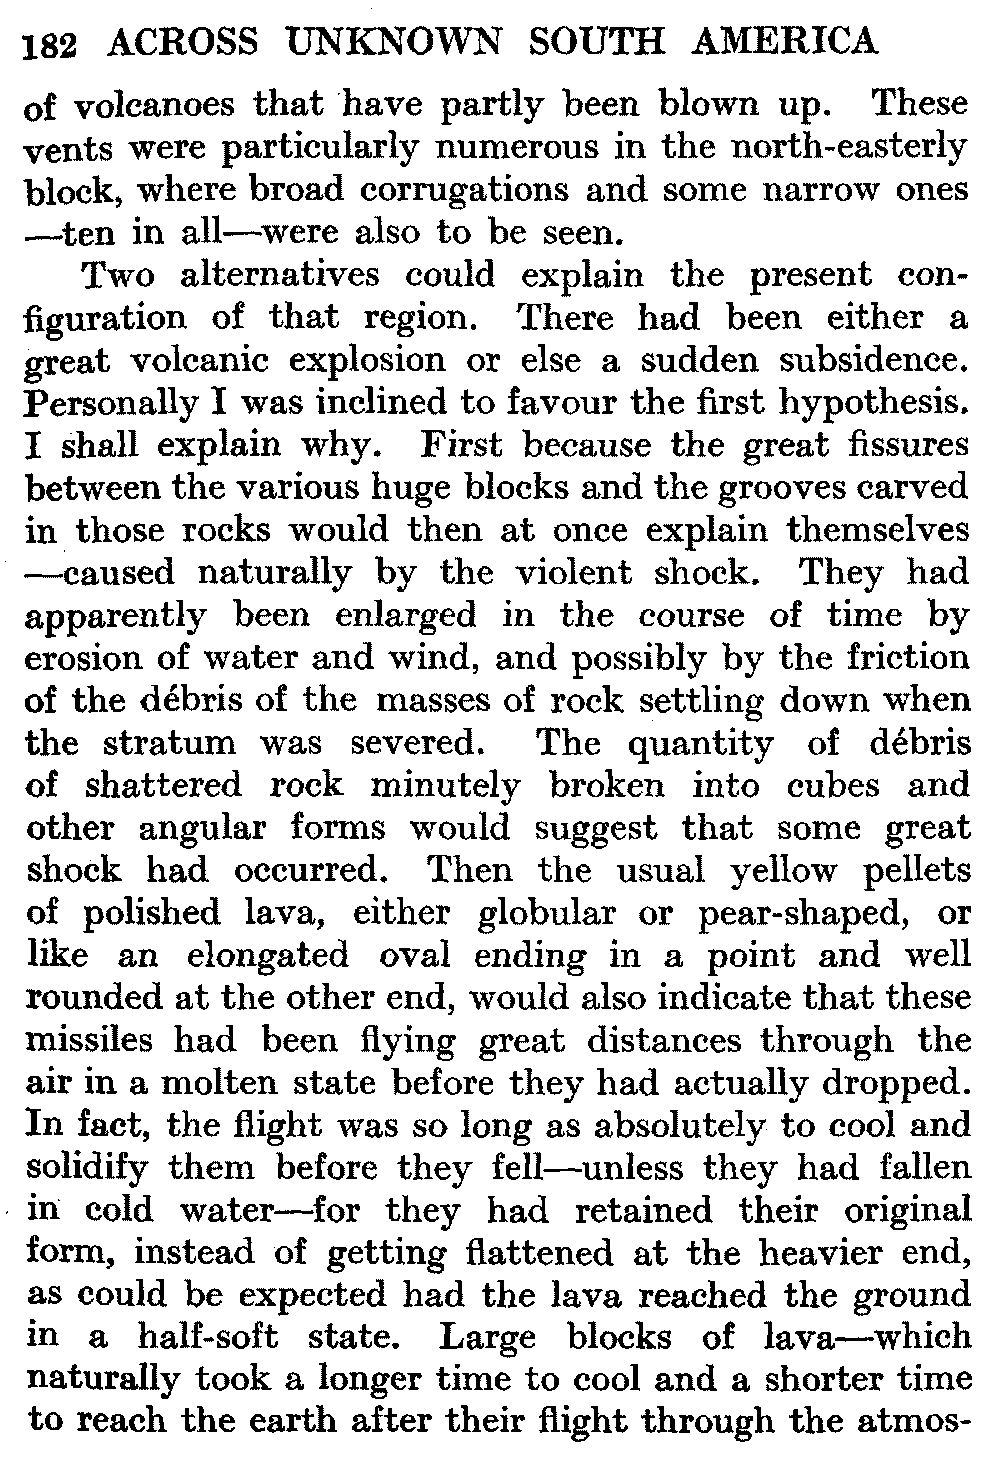 182 ACROSS UNKNOWN SOUTH AMERICA
of volcanoes that have partly been blown up. These
vents were particularly numerous in the north-easterly
block, where broad corrugations and some narrow ones
—ten in all—were also to be seen.
Two alternatives could explain the present con-
figuration of that region. There had been either a
great volcanic explosion or else a sudden subsidence.
Personally I was inclined to favour the first hypothesis.
I shall explain why. First because the great fissures
between the various huge blocks and the grooves carved
in those rocks would then at once explain themselves
—caused naturally by the violent shock. They had
apparently been enlarged in the course of time by
erosion of water and wind, and possibly by the friction
of the débris of the masses of rock settling down when
the stratum was severed. The quantity of débris
of shattered rock minutely broken into cubes and
other angular forms would suggest that some great
shock had occurred. Then the usual yellow pellets
of polished lava, either globular or pear-shaped, or
like an elongated oval ending in a point and well
rounded at the other end, would also indicate that these
missiles had been flying great distances through the
air in a molten state before they had actually dropped.
In fact, the flight was so long as absolutely to cool and
solidify them before they fell—unless they had fallen
in cold water—for they had retained their original
form, instead of getting flattened at the heavier end,
as could be expected had the lava reached the ground
in a half-soft state. Large blocks of lava—which
naturally took a longer time to cool and a shorter time
to reach the earth after their flight through the atmos-